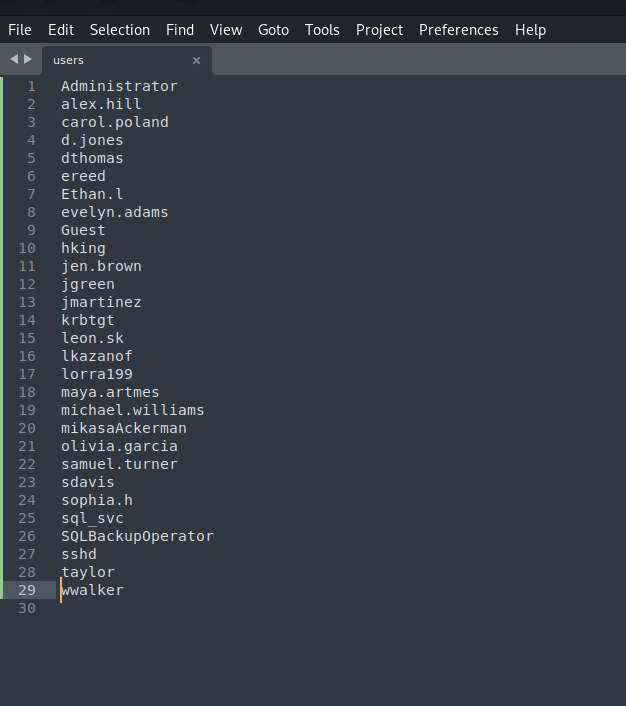 File Edit Selection Find View Goto Tools Project Preferences Help
users ×
1 Administrator
2 alex.hill
3 carol.poland
4 d.jones
5 dthomas
6 ereed
7 Ethan.l
8 evelyn.adams
9 Guest
10 hking
11 jen.brown
12 jgreen
13 jmartinez
14 krbtgt
15 leon.sk
16 lkazanof
17 lorra199
18 maya.artmes
19 michael.williams
20 mikasaAckerman
21 olivia.garcia
22 samuel.turner
23 sdavis
24 sophia.h
25 sql_svc
26 SQLBackupOperator
27 sshd
28 taylor
29 wwalker
30